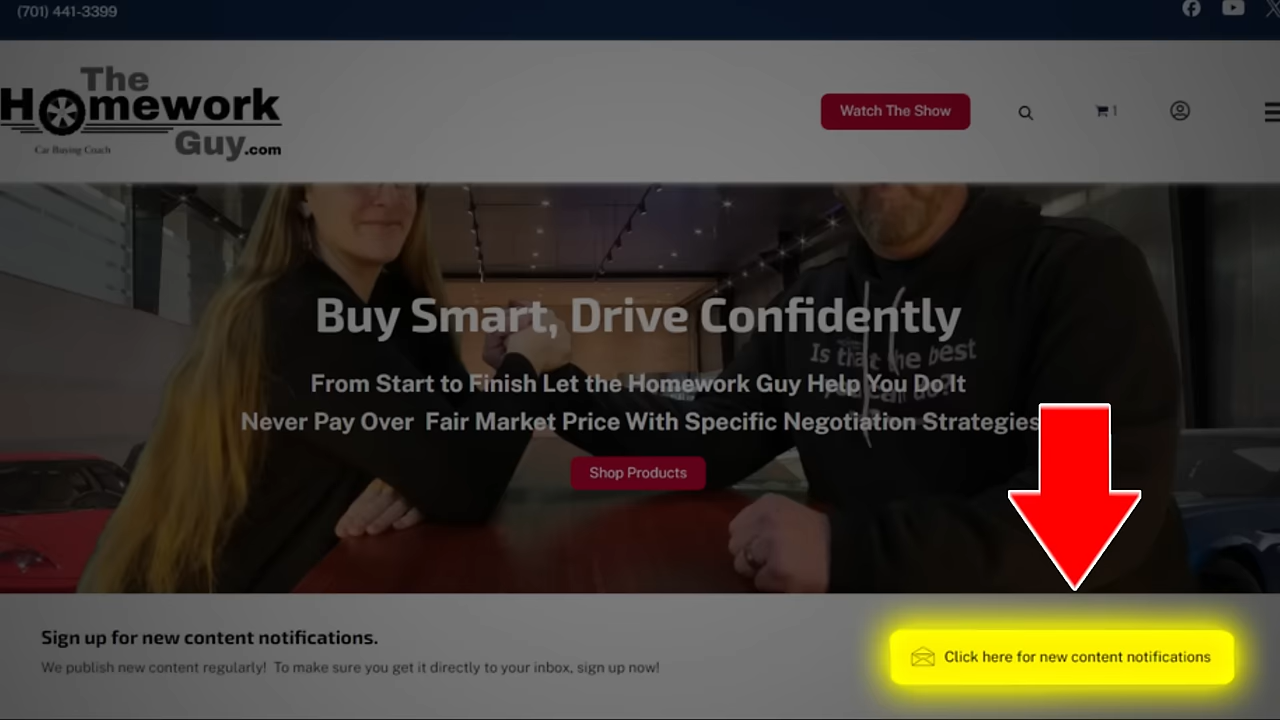 (701) 441-3399
The
Homework
Guy.com
Car Buying Coach
Watch The Show
1
Buy Smart, Drive Confidently
Is that the best
you can do?
From Start to Finish Let the Homework Guy Help You Do It
Never Pay Over Fair Market Price With Specific Negotiation Strategies
Shop Products
Sign up for new content notifications.
We publish new content regularly! To make sure you get it directly to your inbox, sign up now!
Click here for new content notifications